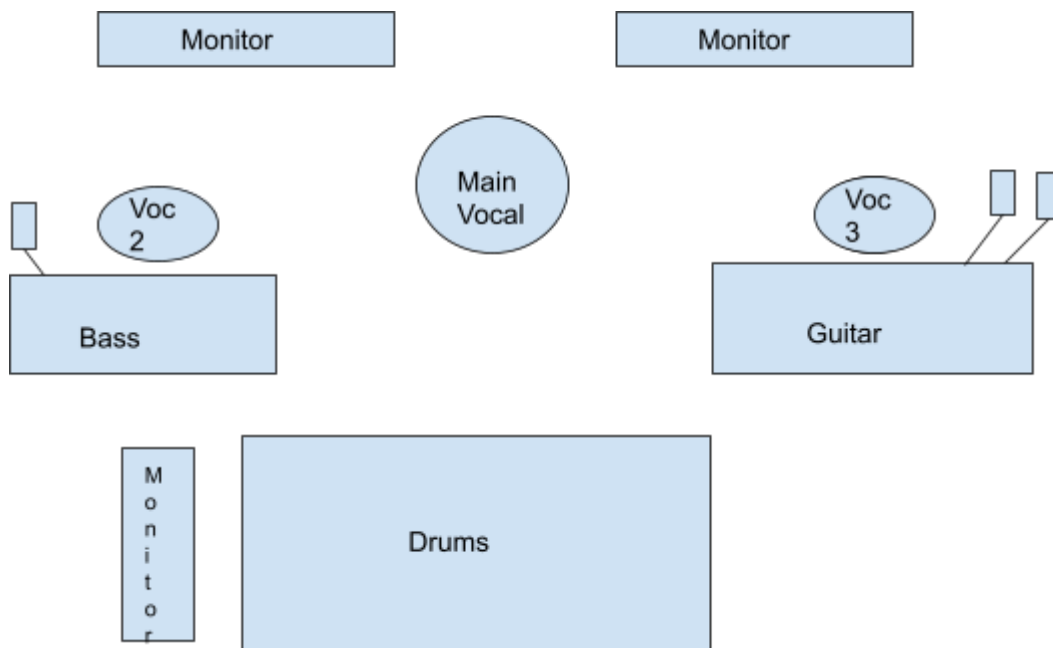 Monitor
Monitor
Main
Vocal
Voc
2
Voc
3
Bass
Guitar
M
o
n
i
t
o
r
Drums